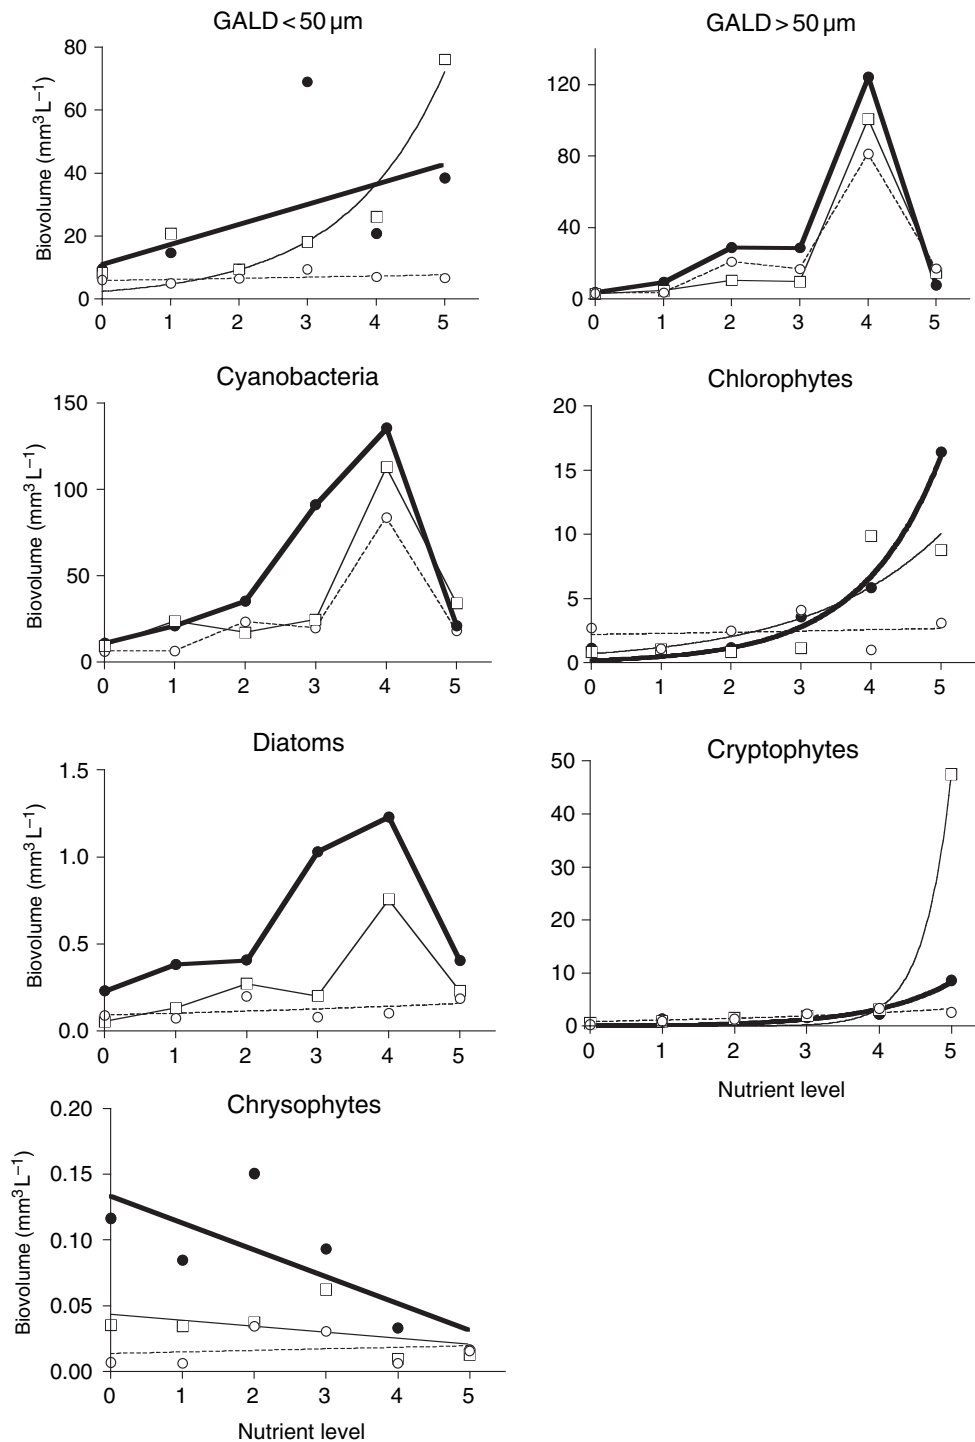 GALD < 50 µm
Biovolume (mm³ L⁻¹)
80
60
40
20
0
0 1 2 3 4 5
GALD > 50 µm
120
80
40
0
0 1 2 3 4 5
Cyanobacteria
Biovolume (mm³ L⁻¹)
150
100
50
0
0 1 2 3 4 5
Chlorophytes
20
15
10
5
0
0 1 2 3 4 5
Diatoms
Biovolume (mm³ L⁻¹)
1.5
1.0
0.5
0.0
0 1 2 3 4 5
Cryptophytes
50
40
30
20
10
0
0 1 2 3 4 5
Nutrient level
Chrysophytes
Biovolume (mm³ L⁻¹)
0.20
0.15
0.10
0.05
0.00
0 1 2 3 4 5
Nutrient level